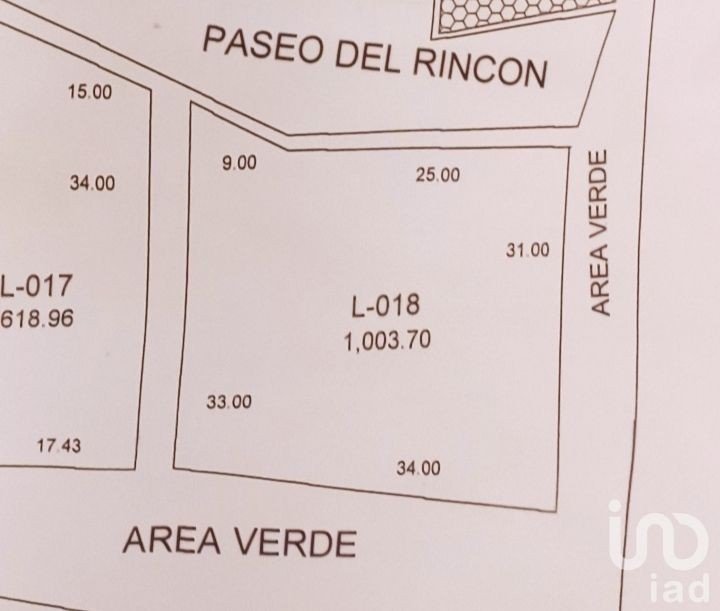 PASEO DEL RINCON
15.00
34.00
L-017
618.96
17.43
9.00
25.00
31.00
L-018
1,003.70
33.00
34.00
AREA VERDE
AREA VERDE
iad